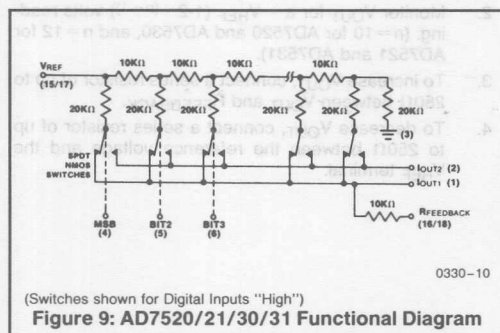 VREF
(15/17)
10KΩ 10KΩ 10KΩ 10KΩ
20KΩ 20KΩ 20KΩ 20KΩ 20KΩ 20KΩ
(3)
SPDT
NMOS
SWITCHES
IOUT2 (2)
IOUT1 (1)
10KΩ
RFEEDBACK
(16/18)
MSB BIT2 BIT3
(4) (5) (6)
0330-10
(Switches shown for Digital Inputs "High")
Figure 9: AD7520/21/30/31 Functional Diagram